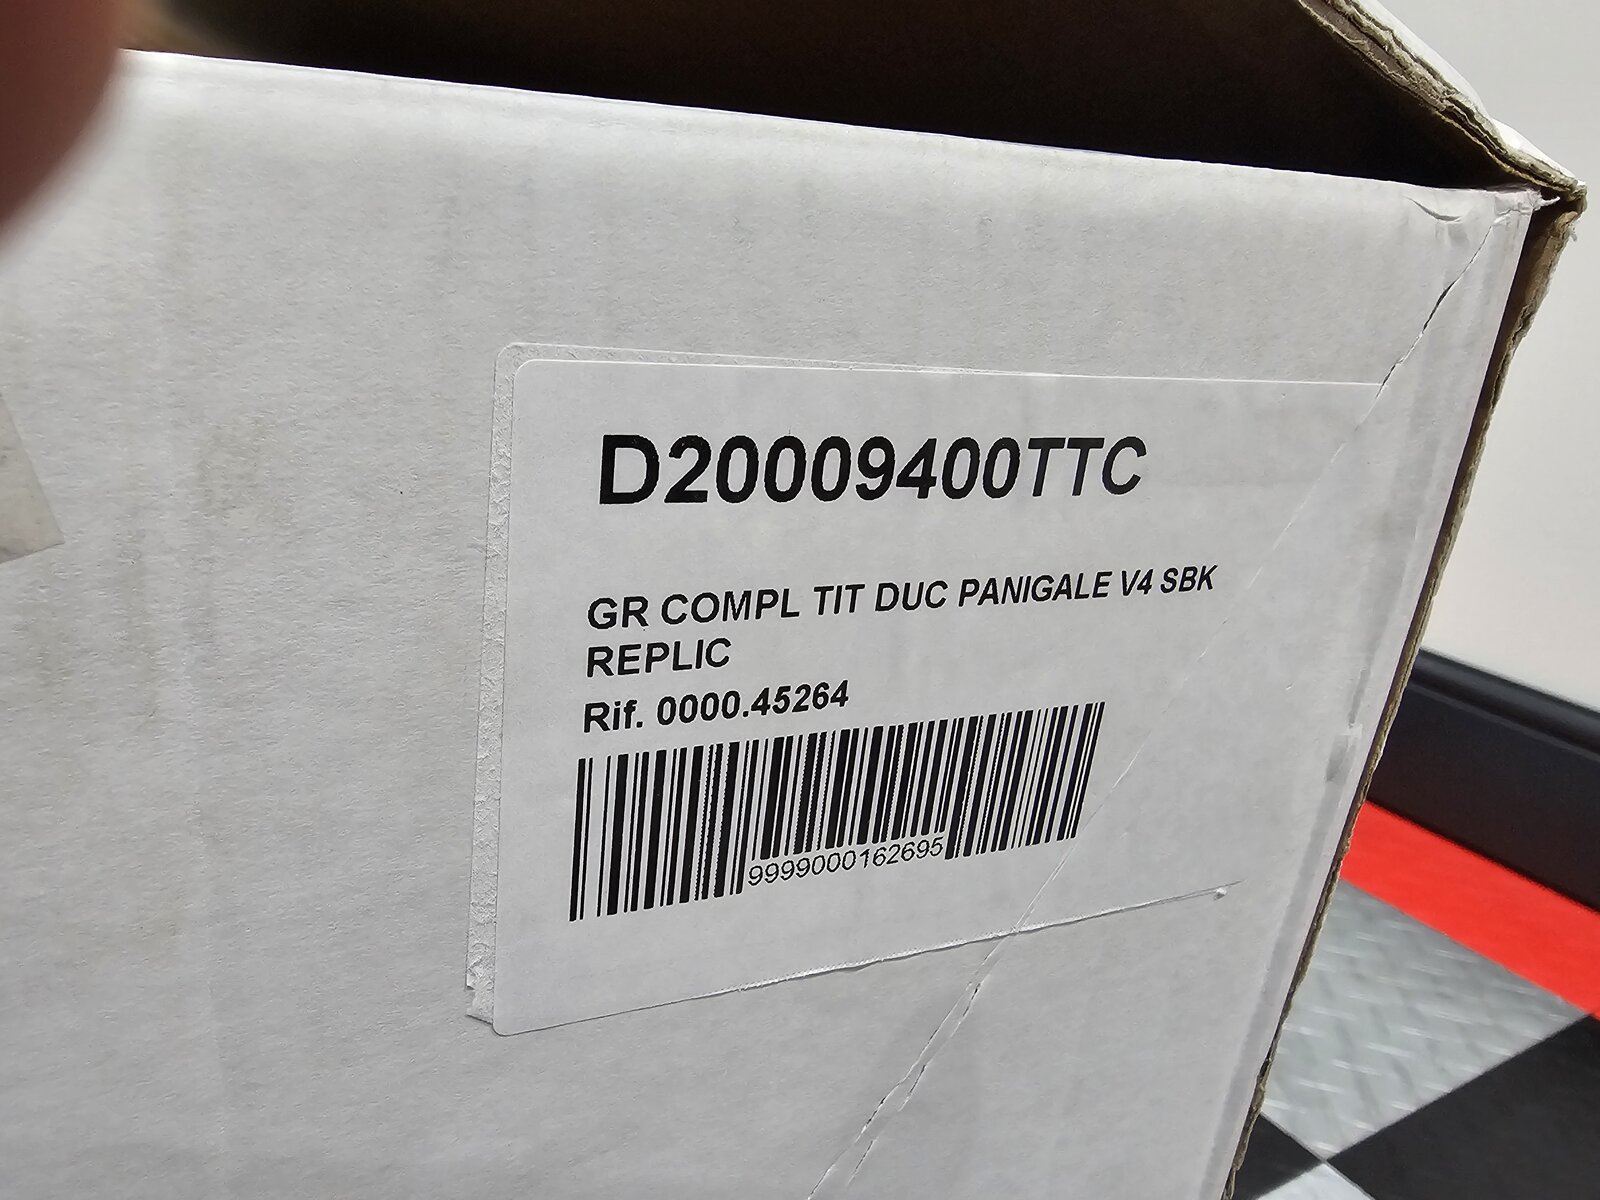 D20009400TTC
GR COMPL TIT DUC PANIGALE V4 SBK
REPLIC
Rif. 0000.45264
9999000162695